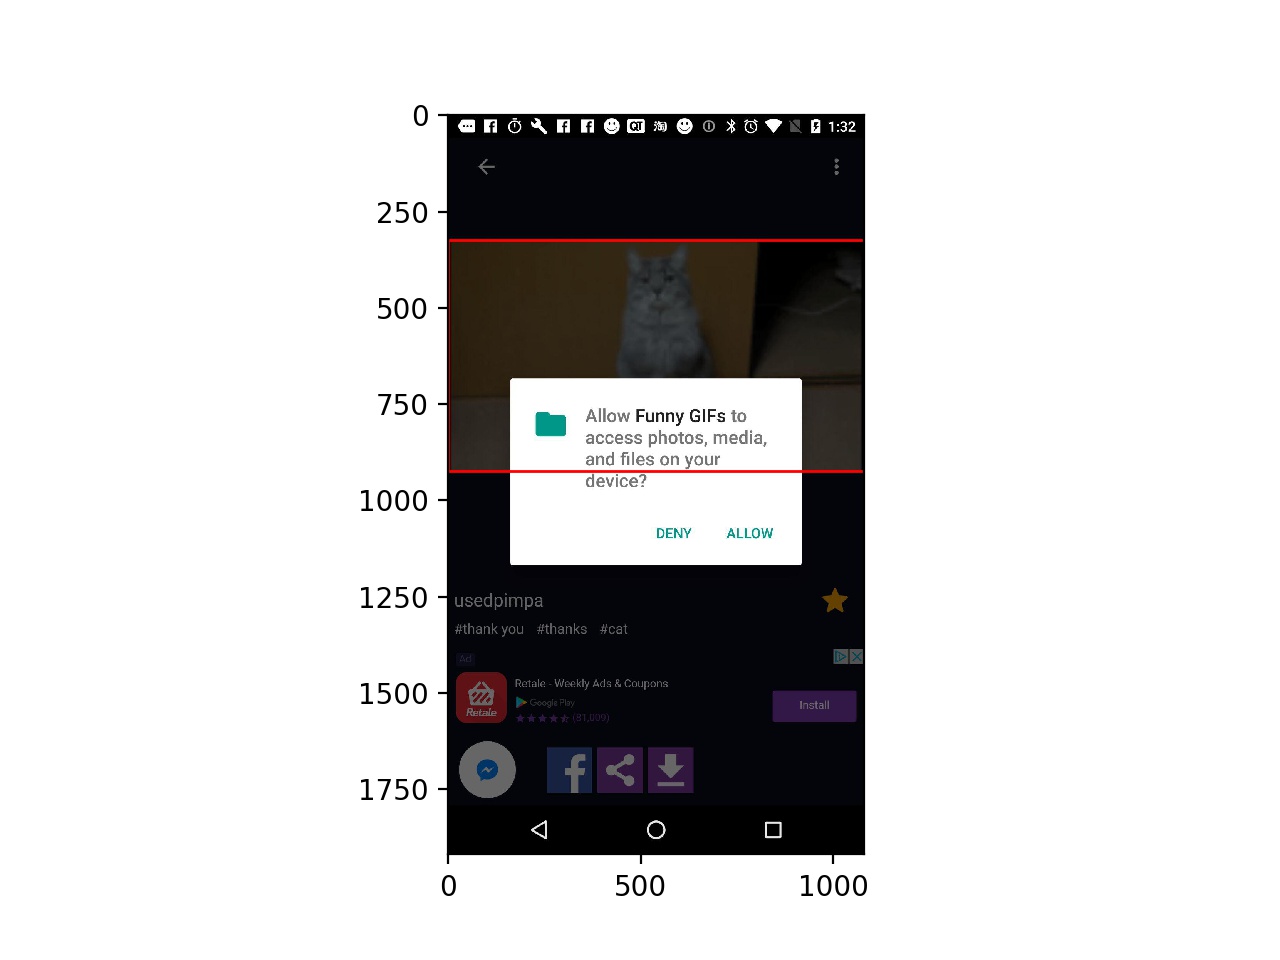 0
250
500
750
1000
1250
1500
1750
QT
淘
1:32
Allow Funny GIFs to
access photos, media,
and files on your
device?
DENY ALLOW
usedpimpa
#thank you #thanks #cat
Ad
Retale - Weekly Ads & Coupons
Google Play
(81,009)
Retale
Install
0 500 1000